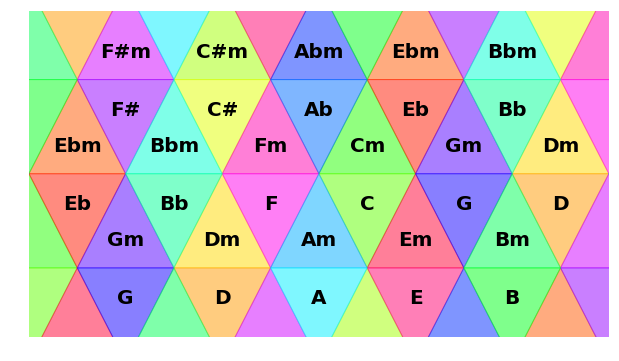 F#m C#m Abm Ebm Bbm
F# C# Ab Eb Bb
Ebm Bbm Fm Cm Gm Dm
Eb Bb F C G D
Gm Dm Am Em Bm
G D A E B